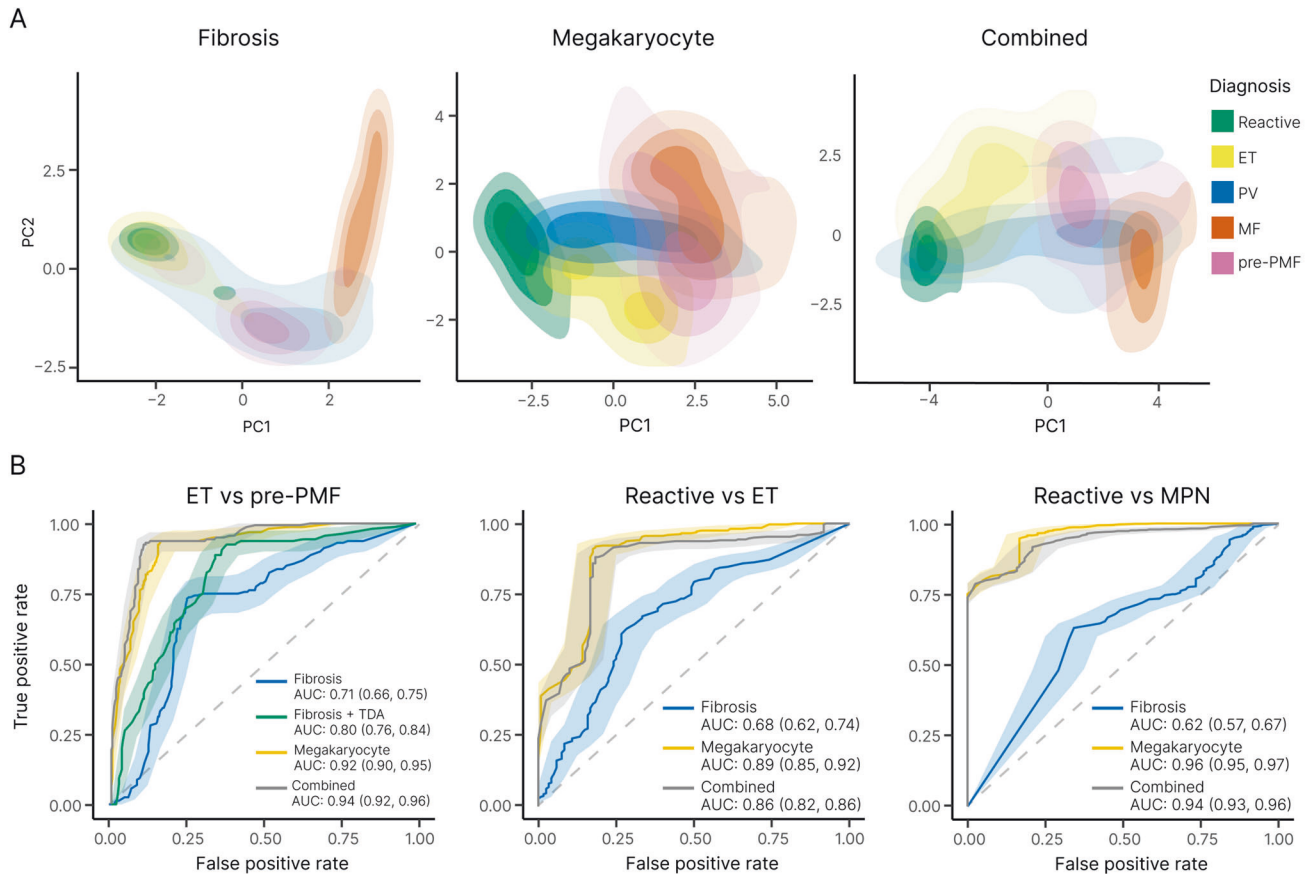 A
Fibrosis
Megakaryocyte
Combined
PC2
2.5
0.0
−2.5
−2
0
2
PC1
4
2
0
−2
−2.5
0.0
2.5
5.0
PC1
2.5
0
−2.5
−4
0
4
PC1
Diagnosis
Reactive
ET
PV
MF
pre-PMF
B
ET vs pre-PMF
True positive rate
1.00
0.75
0.50
0.25
0.00
0.00
0.25
0.50
0.75
1.00
False positive rate
Fibrosis
AUC: 0.71 (0.66, 0.75)
Fibrosis + TDA
AUC: 0.80 (0.76, 0.84)
Megakaryocyte
AUC: 0.92 (0.90, 0.95)
Combined
AUC: 0.94 (0.92, 0.96)
Reactive vs ET
1.00
0.75
0.50
0.25
0.00
0.00
0.25
0.50
0.75
1.00
False positive rate
Fibrosis
AUC: 0.68 (0.62, 0.74)
Megakaryocyte
AUC: 0.89 (0.85, 0.92)
Combined
AUC: 0.86 (0.82, 0.86)
Reactive vs MPN
1.00
0.75
0.50
0.25
0.00
0.00
0.25
0.50
0.75
1.00
False positive rate
Fibrosis
AUC: 0.62 (0.57, 0.67)
Megakaryocyte
AUC: 0.96 (0.95, 0.97)
Combined
AUC: 0.94 (0.93, 0.96)